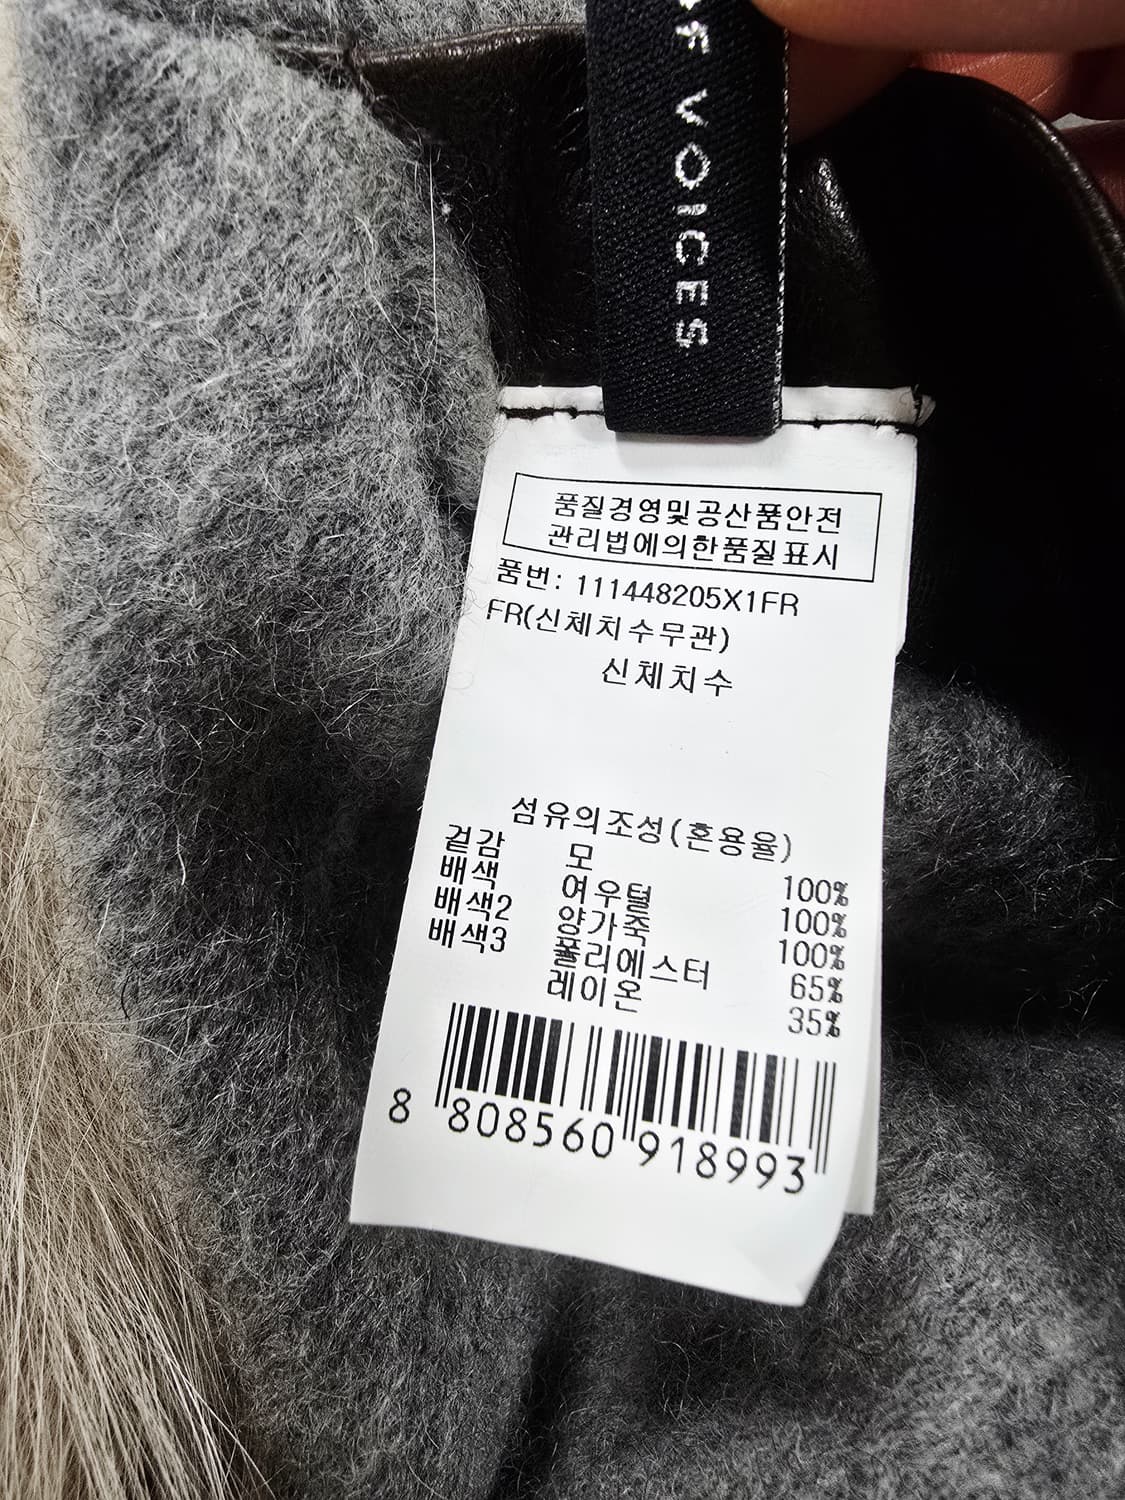 OF VOICES
품질경영및공산품안전
관리법에의한품질표시
품번: 111448205X1FR
FR(신체치수무관)
신체치수
섬유의조성(혼용율)
겉감 모 100%
배색 여우털 100%
배색2 양가죽 100%
배색3 폴리에스터 65%
레이온 35%
8 808560 918993